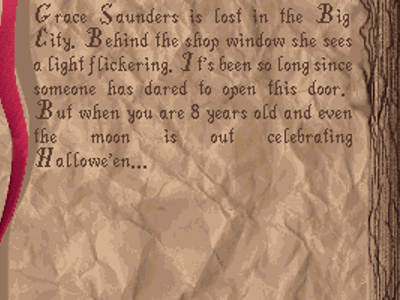 Grace Saunders is lost in the Big
City. Behind the shop window she sees
a light flickering. It's been so long since
someone has dared to open this door.
But when you are 8 years old and even
the moon is out celebrating
Hallowe'en...